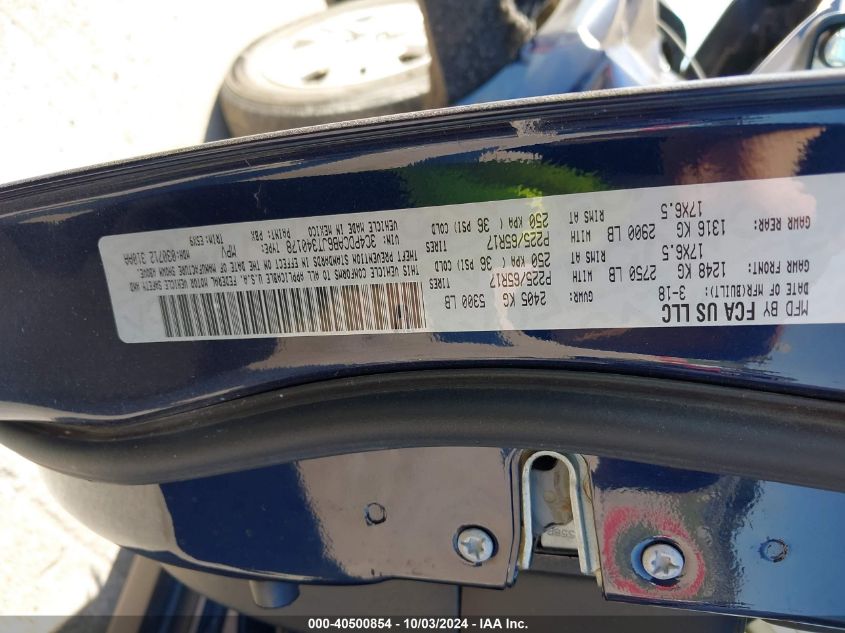 MFD BY FCA US LLC
DATE OF MFR(BUILT): 3-18
GVWR: 2405 KG 5300 LB
GAWR FRONT: 1248 KG 2750 LB WITH P225/65R17 TIRES
17X6.5 RIMS AT 250 KPA ( 36 PSI) COLD
GAWR REAR: 1316 KG 2900 LB WITH P225/65R17 TIRES
17X6.5 RIMS AT 250 KPA ( 36 PSI) COLD
THIS VEHICLE CONFORMS TO ALL APPLICABLE U.S.A. FEDERAL MOTOR VEHICLE SAFETY AND
THEFT PREVENTION STANDARDS IN EFFECT ON THE DATE OF MANUFACTURE SHOWN ABOVE.
VIN: 3C4PDCAB6JT340178 TYPE: MPV MDH: 030712 310AA
VEHICLE MADE IN MEXICO PAINT: PBX TRIM: E5X9
000-40500854 - 10/03/2024 - IAA Inc.